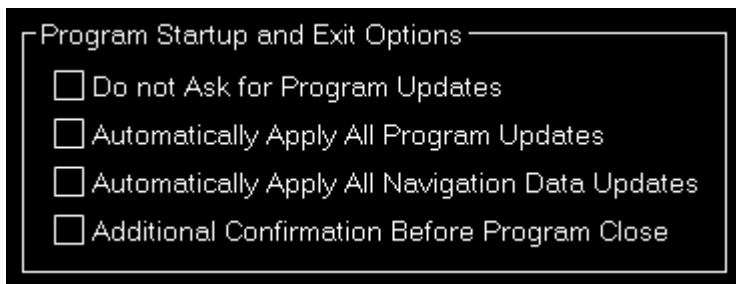 Program Startup and Exit Options
Do not Ask for Program Updates
Automatically Apply All Program Updates
Automatically Apply All Navigation Data Updates
Additional Confirmation Before Program Close